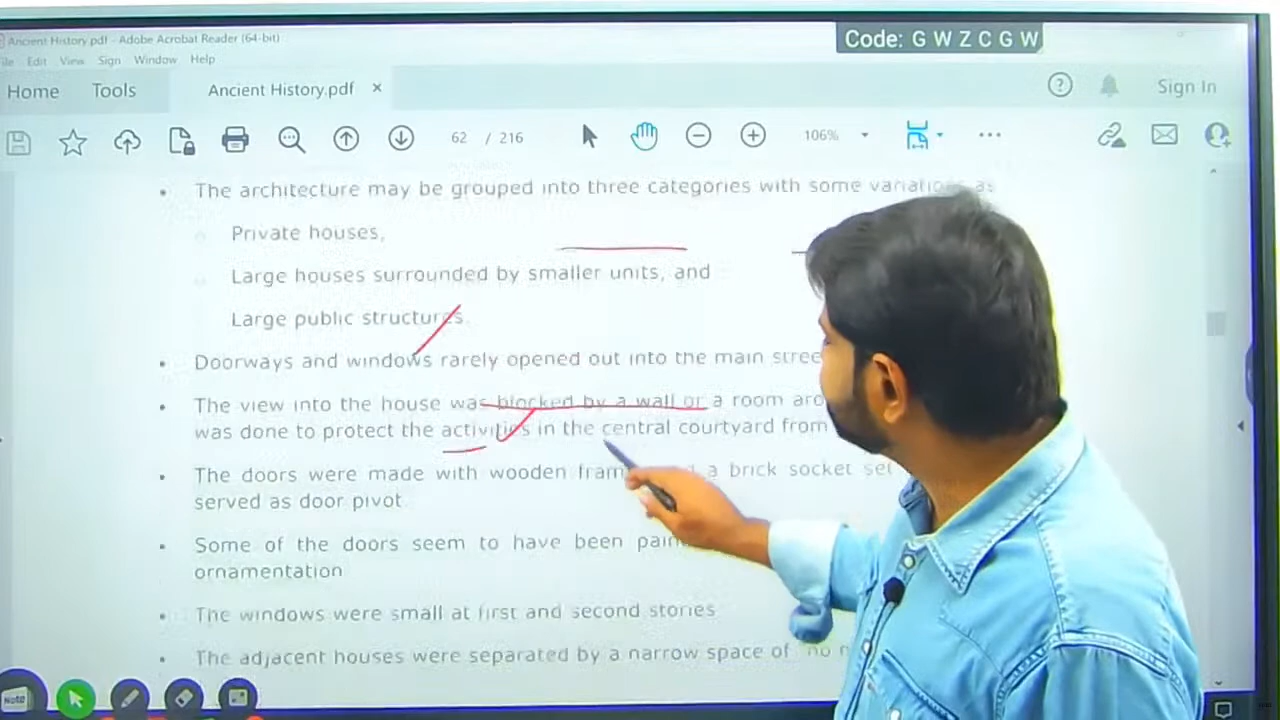 Code: G W Z C G W
Ancient History.pdf - Adobe Acrobat Reader (64-bit)
Edit View Sign Window Help
Home Tools Ancient History.pdf × Sign In
62 / 216 106%
• The architecture may be grouped into three categories with some variations as
Private houses,
Large houses surrounded by smaller units, and
Large public structures.
• Doorways and windows rarely opened out into the main
• The view into the house was blocked by a wall or a room
was done to protect the activities in the central courtyard from
• The doors were made with wooden a brick socket set
served as door pivot.
• Some of the doors seem to have been
ornamentation
• The windows were small at first and second stories
• The adjacent houses were separated by a narrow space of "no
Note